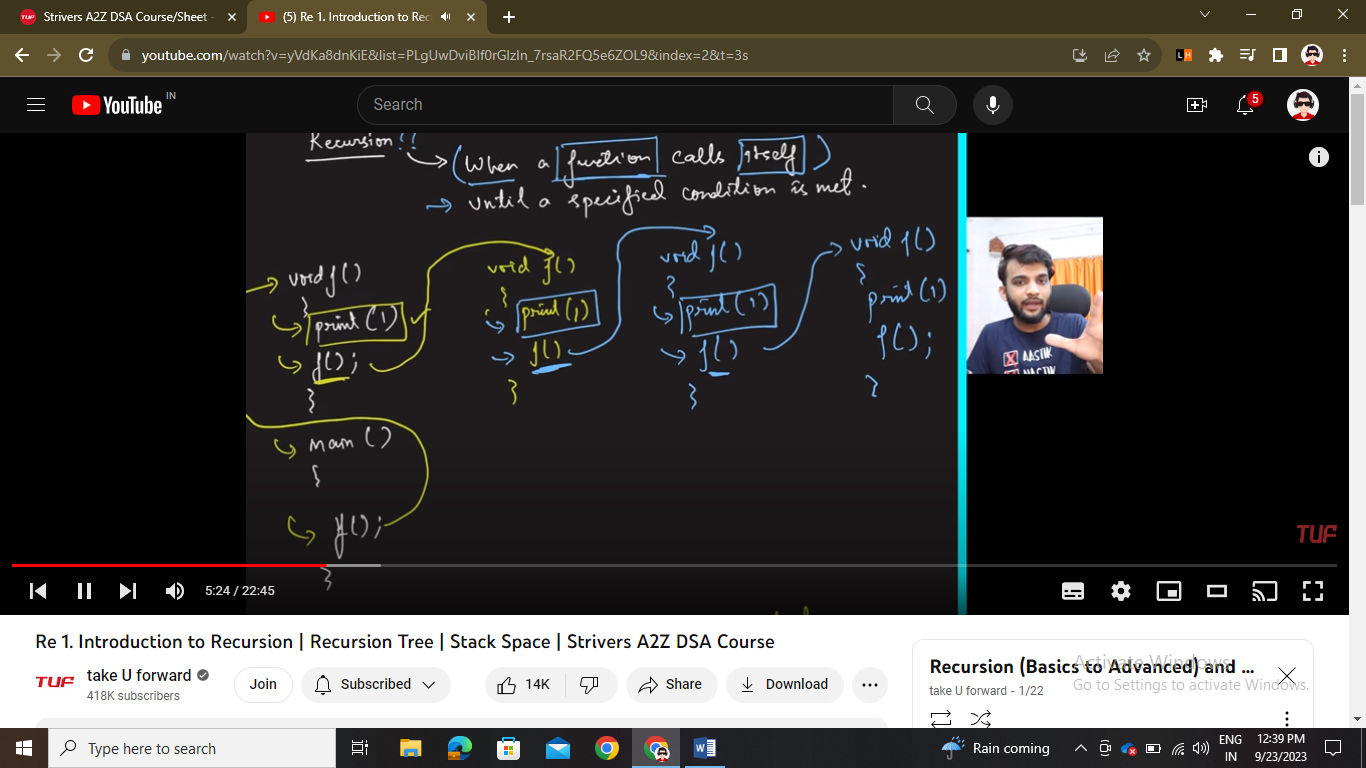 Strivers A2Z DSA Course/Sheet -
(5) Re 1. Introduction to Rec
youtube.com/watch?v=yVdKa8dnKiE&list=PLgUwDviBIf0rGlzIn_7rsaR2FQ5e6ZOL9&index=2&t=3s
YouTube IN
Search
5
Recursion !!
(When a function calls itself)
until a specified condition is met.
void f()
{
print(1)
f();
}
void f()
{
print(1)
f()
}
void f()
{
print(1)
f()
}
void f()
{
print(1)
f();
}
main ()
{
f();
}
AASTIK
NASTIK
TUF
5:24 / 22:45
Re 1. Introduction to Recursion | Recursion Tree | Stack Space | Strivers A2Z DSA Course
TUF
take U forward
418K subscribers
Join
Subscribed
14K
Share
Download
Recursion (Basics to Advanced) and ...
take U forward - 1/22
Activate Windows
Go to Settings to activate Windows.
Type here to search
Rain coming
ENG
IN
12:39 PM
9/23/2023